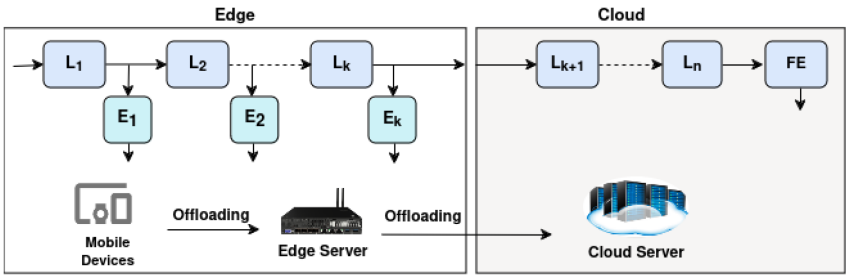 Edge
Cloud
L1
L2
Lk
Lk+1
Ln
FE
E1
E2
Ek
Offloading
Offloading
Mobile
Devices
Edge Server
Cloud Server